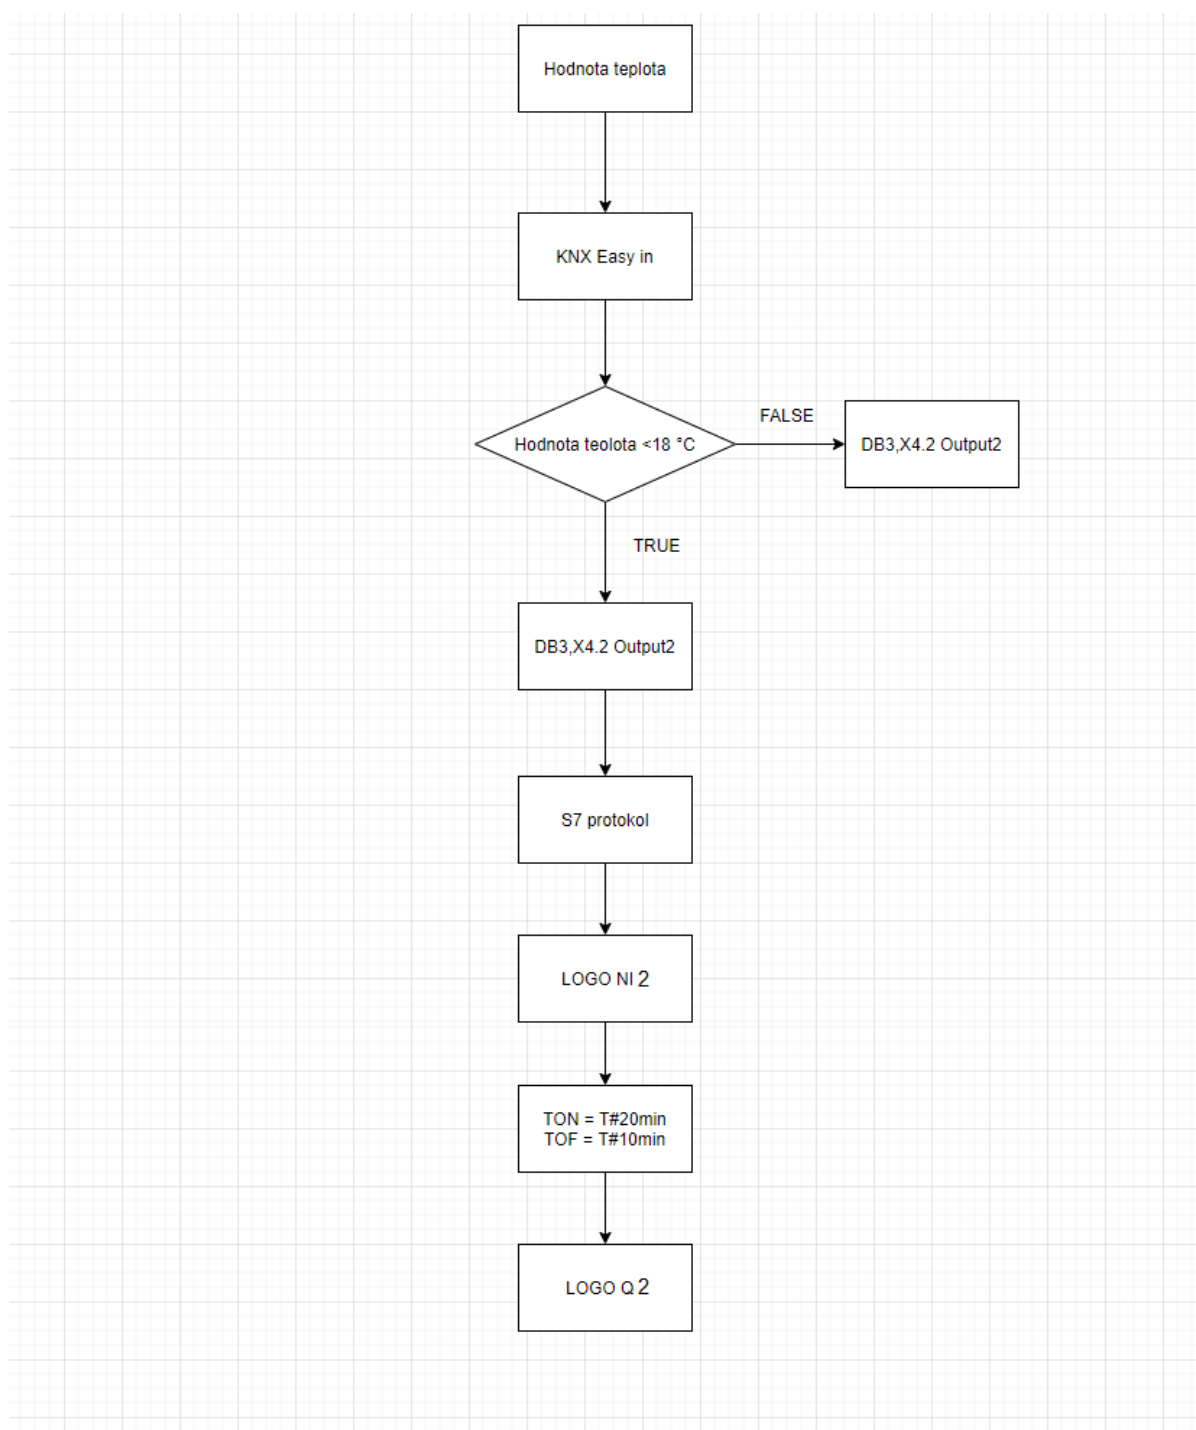 Hodnota teplota
KNX Easy in
Hodnota teolota <18 °C
FALSE
DB3,X4.2 Output2
TRUE
DB3,X4.2 Output2
S7 protokol
LOGO NI 2
TON = T#20min
TOF = T#10min
LOGO Q 2